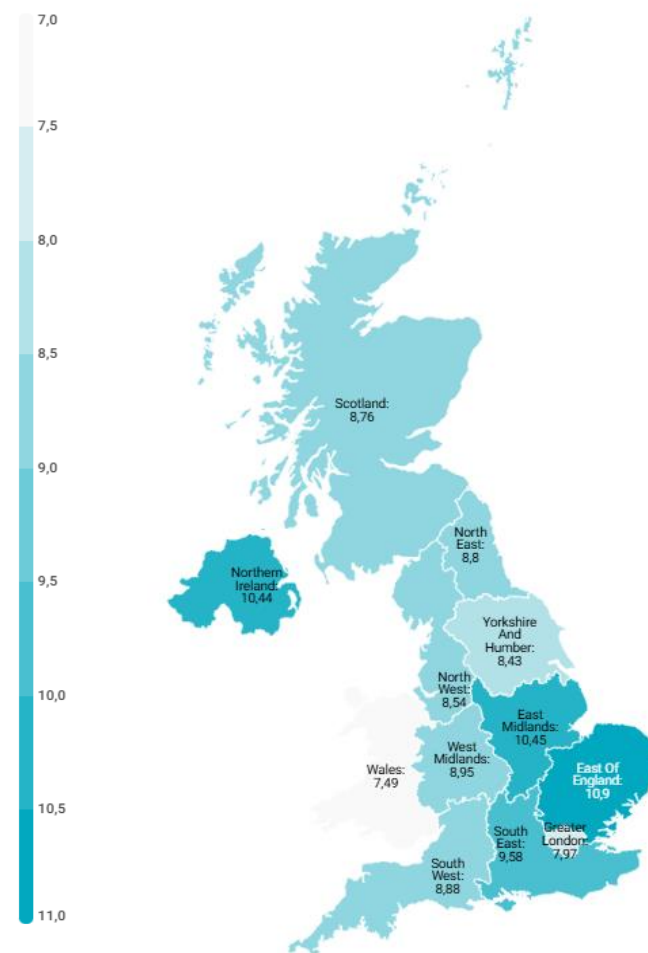 7,0
7,5
8,0
8,5
9,0
9,5
10,0
10,5
11,0
Scotland:
8,76
North
East:
8,8
Northern
Ireland:
10,44
Yorkshire
And
Humber:
8,43
North
West:
8,54
East
Midlands:
10,45
West
Midlands:
8,95
Wales:
7,49
East Of
England:
10,9
Greater
London:
7,97
South
East:
9,58
South
West:
8,88